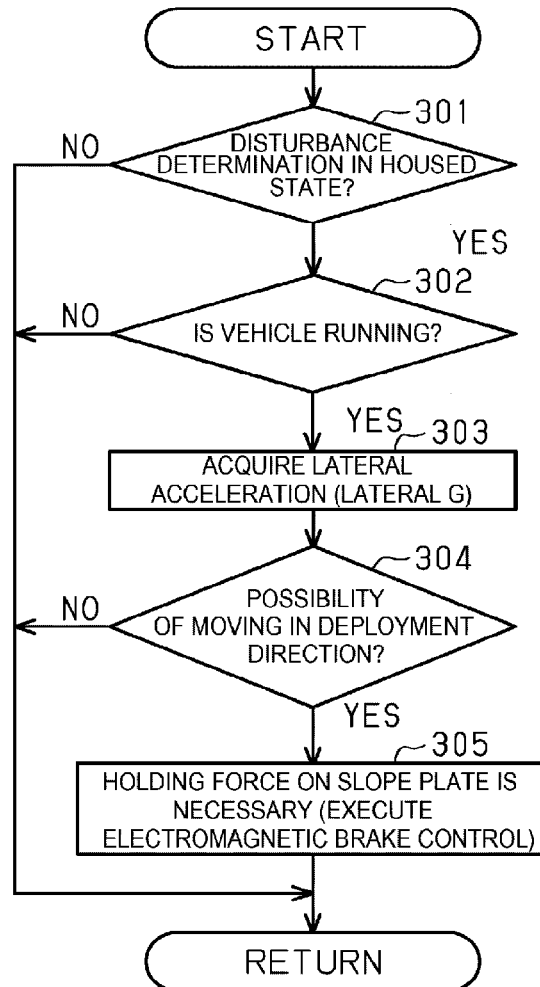 START
301
DISTURBANCE
DETERMINATION IN HOUSED
STATE?
NO
YES
302
IS VEHICLE RUNNING?
NO
YES
303
ACQUIRE LATERAL
ACCELERATION (LATERAL G)
304
POSSIBILITY
OF MOVING IN DEPLOYMENT
DIRECTION?
NO
YES
305
HOLDING FORCE ON SLOPE PLATE IS
NECESSARY (EXECUTE
ELECTROMAGNETIC BRAKE CONTROL)
RETURN